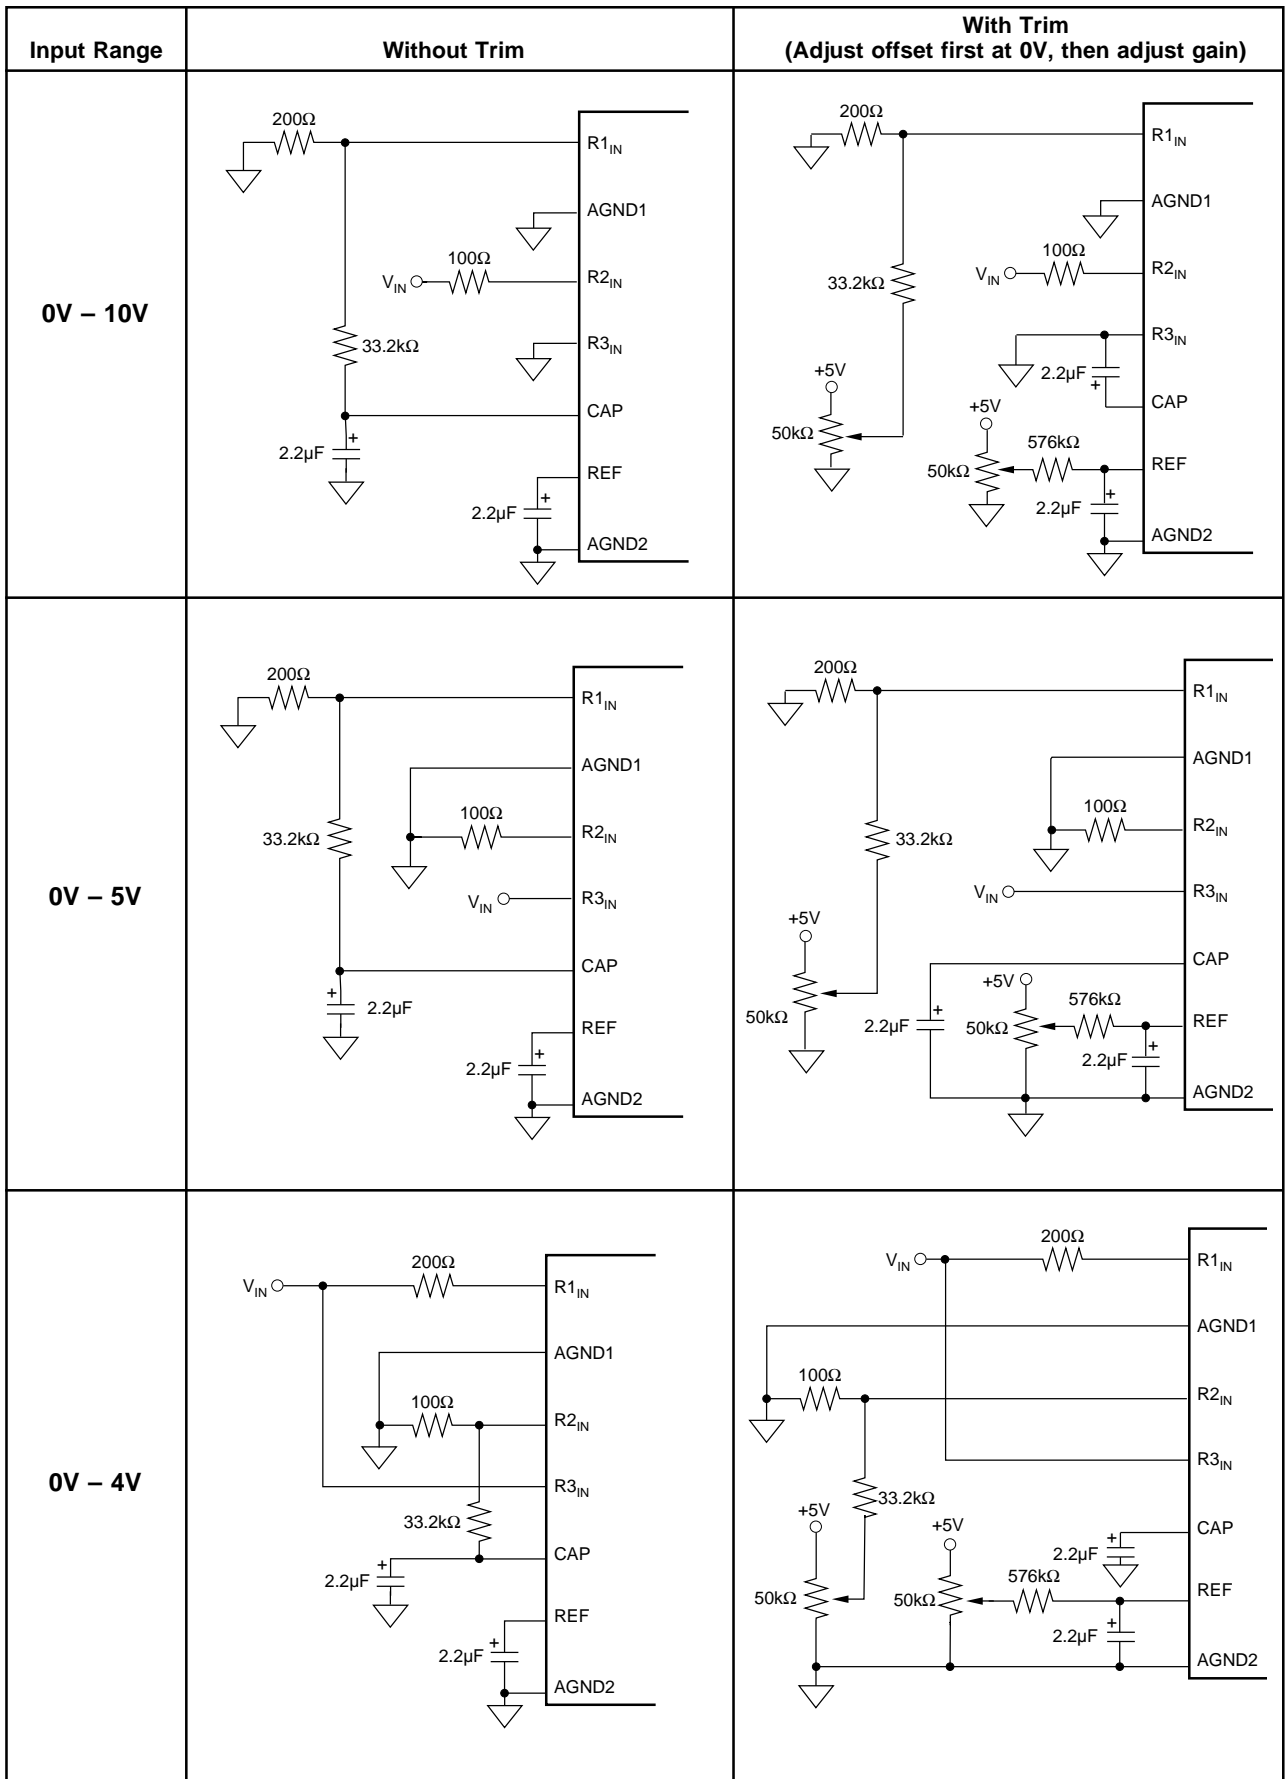 Input Range
Without Trim
With Trim
(Adjust offset first at 0V, then adjust gain)
0V – 10V
200Ω
R1IN
AGND1
100Ω
VIN
R2IN
33.2kΩ
R3IN
CAP
+
2.2µF
REF
+
2.2µF
AGND2
200Ω
R1IN
AGND1
100Ω
VIN
R2IN
33.2kΩ
R3IN
2.2µF
+
+5V
CAP
+5V
50kΩ
576kΩ
REF
50kΩ
+
2.2µF
AGND2
0V – 5V
200Ω
R1IN
AGND1
100Ω
R2IN
33.2kΩ
VIN
R3IN
CAP
+
2.2µF
REF
+
2.2µF
AGND2
200Ω
R1IN
AGND1
100Ω
R2IN
33.2kΩ
VIN
R3IN
+5V
CAP
+5V
576kΩ
50kΩ
+
2.2µF
50kΩ
REF
+
2.2µF
AGND2
0V – 4V
200Ω
VIN
R1IN
AGND1
100Ω
R2IN
R3IN
33.2kΩ
CAP
+
2.2µF
REF
+
2.2µF
AGND2
200Ω
VIN
R1IN
AGND1
100Ω
R2IN
R3IN
33.2kΩ
+5V
+5V
CAP
+
2.2µF
576kΩ
REF
50kΩ
50kΩ
+
2.2µF
AGND2